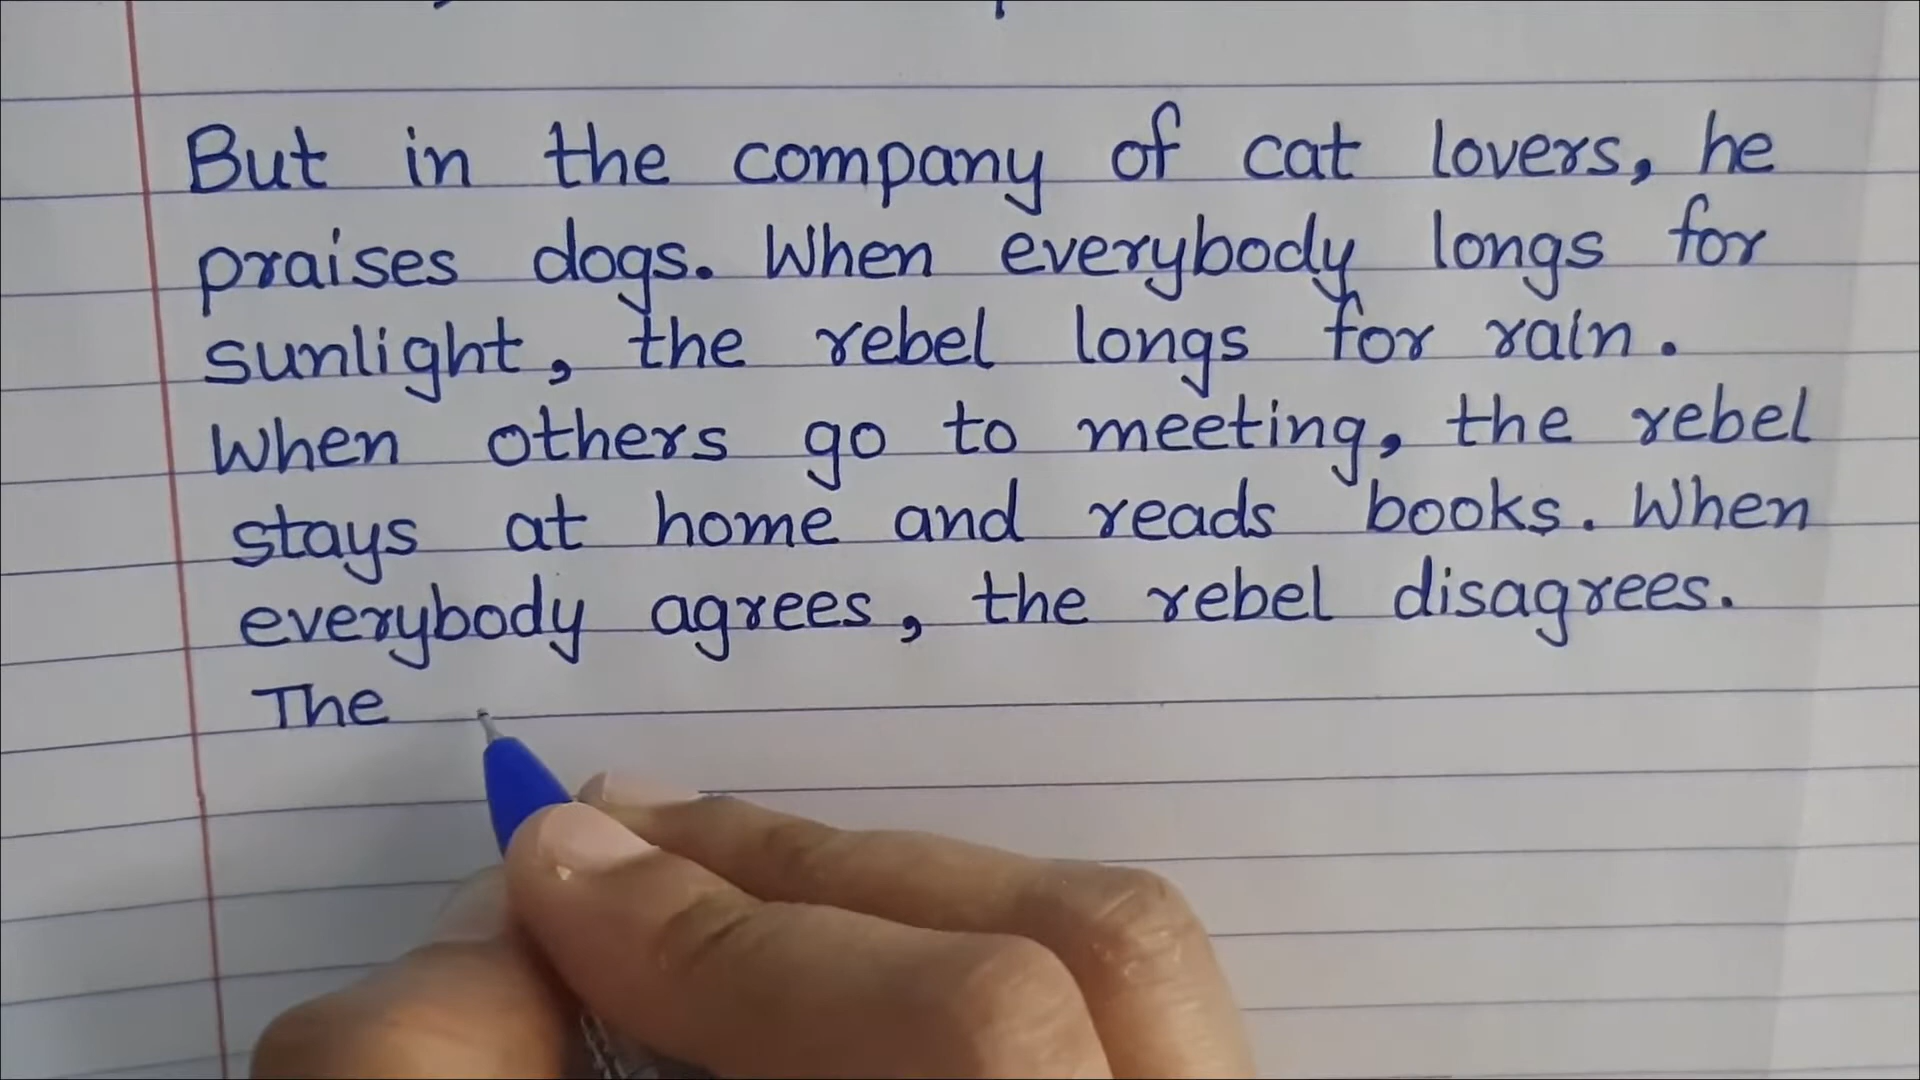 But in the company of cat lovers, he
praises dogs. When everybody longs for
sunlight, the rebel longs for rain.
When others go to meeting, the rebel
stays at home and reads books. When
everybody agrees, the rebel disagrees.
The